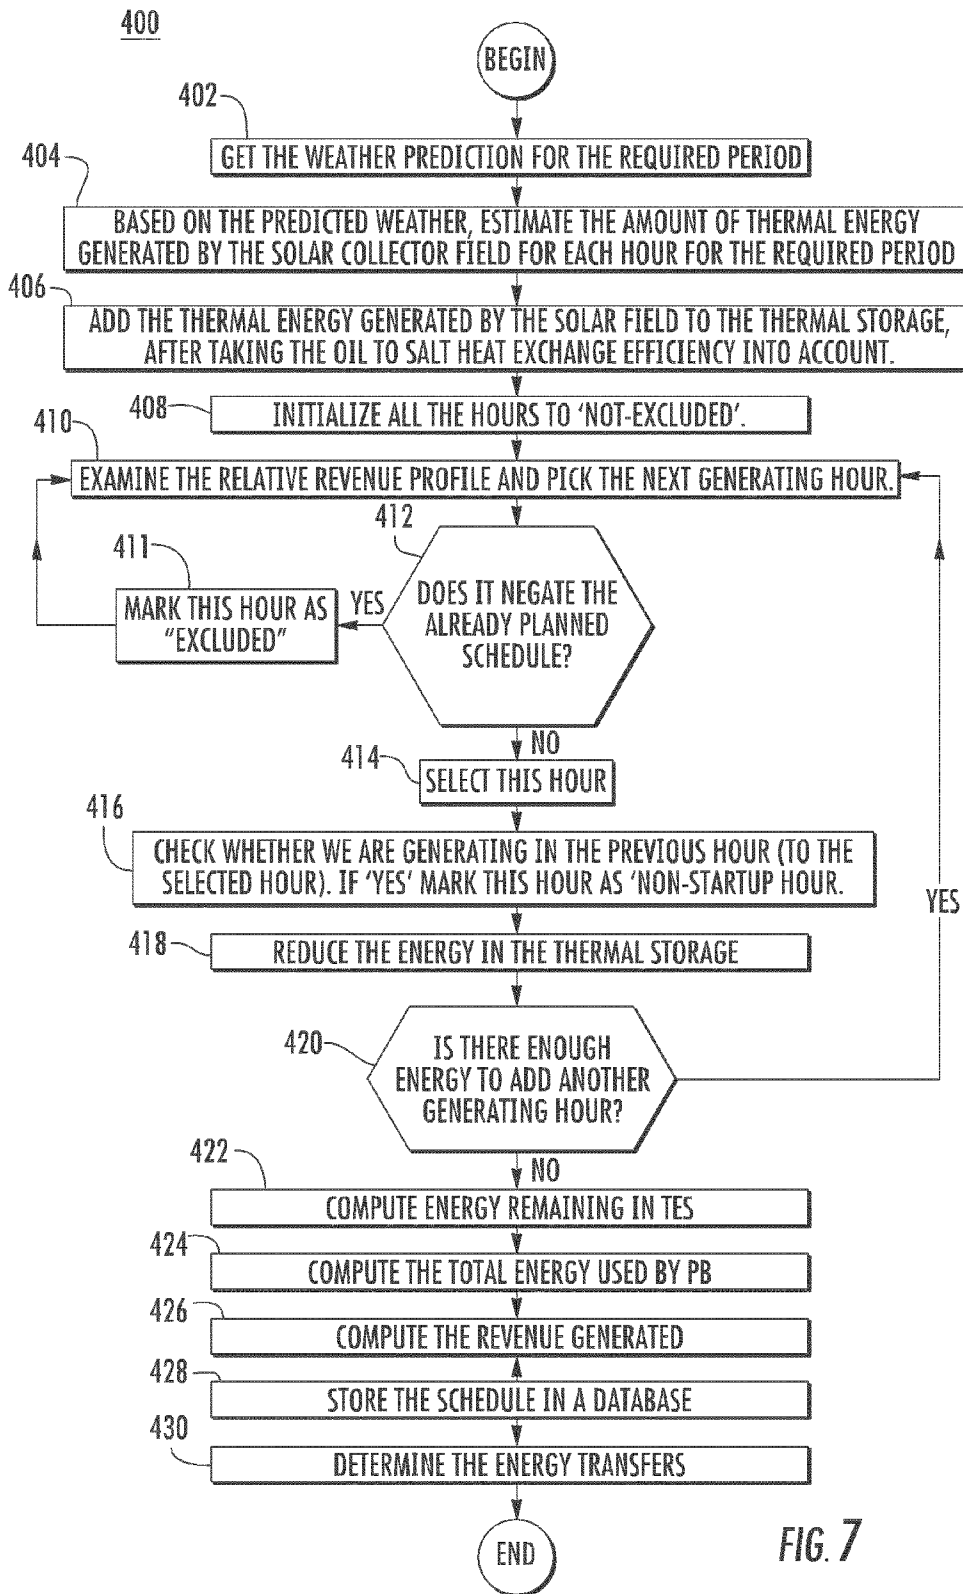 400
BEGIN
402
GET THE WEATHER PREDICTION FOR THE REQUIRED PERIOD
404
BASED ON THE PREDICTED WEATHER, ESTIMATE THE AMOUNT OF THERMAL ENERGY
GENERATED BY THE SOLAR COLLECTOR FIELD FOR EACH HOUR FOR THE REQUIRED PERIOD
406
ADD THE THERMAL ENERGY GENERATED BY THE SOLAR FIELD TO THE THERMAL STORAGE,
AFTER TAKING THE OIL TO SALT HEAT EXCHANGE EFFICIENCY INTO ACCOUNT.
408
INITIALIZE ALL THE HOURS TO 'NOT-EXCLUDED'.
410
EXAMINE THE RELATIVE REVENUE PROFILE AND PICK THE NEXT GENERATING HOUR.
412
DOES IT NEGATE THE
ALREADY PLANNED
SCHEDULE?
YES
411
MARK THIS HOUR AS
"EXCLUDED"
NO
414
SELECT THIS HOUR
416
CHECK WHETHER WE ARE GENERATING IN THE PREVIOUS HOUR (TO THE
SELECTED HOUR). IF 'YES' MARK THIS HOUR AS 'NON-STARTUP HOUR.
YES
418
REDUCE THE ENERGY IN THE THERMAL STORAGE
420
IS THERE ENOUGH
ENERGY TO ADD ANOTHER
GENERATING HOUR?
NO
422
COMPUTE ENERGY REMAINING IN TES
424
COMPUTE THE TOTAL ENERGY USED BY PB
426
COMPUTE THE REVENUE GENERATED
428
STORE THE SCHEDULE IN A DATABASE
430
DETERMINE THE ENERGY TRANSFERS
END
FIG. 7